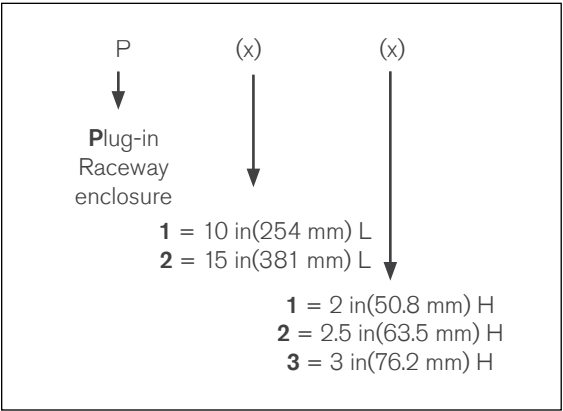 P (x) (x)
Plug-in
Raceway
enclosure
1 = 10 in(254 mm) L
2 = 15 in(381 mm) L
1 = 2 in(50.8 mm) H
2 = 2.5 in(63.5 mm) H
3 = 3 in(76.2 mm) H